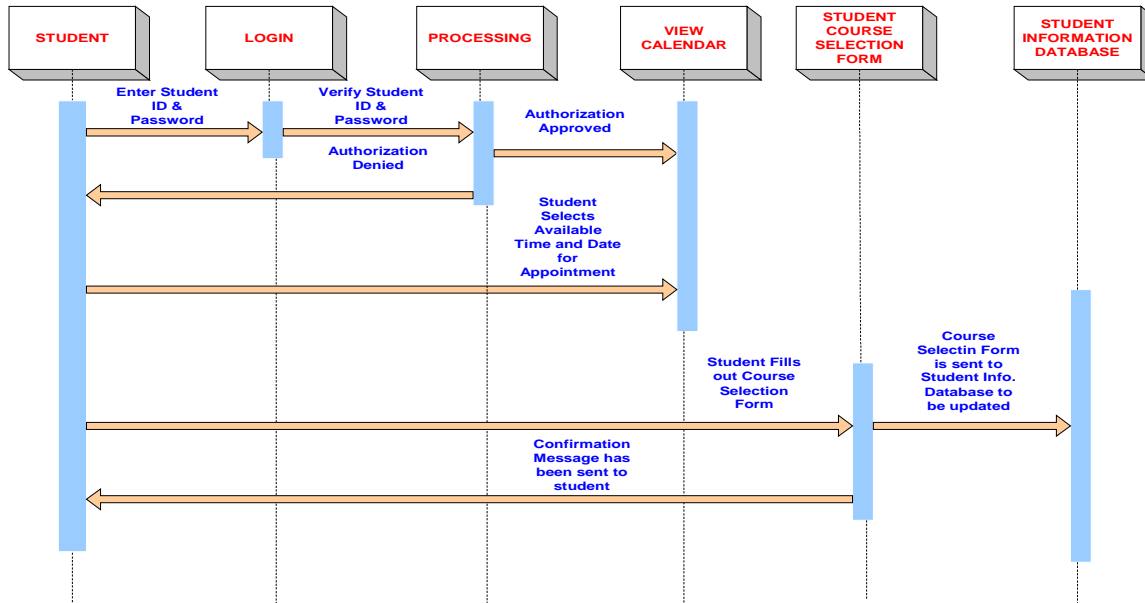 STUDENT
LOGIN
PROCESSING
VIEW
CALENDAR
STUDENT
COURSE
SELECTION
FORM
STUDENT
INFORMATION
DATABASE
Enter Student
ID &
Password
Verify Student
ID &
Password
Authorization
Approved
Authorization
Denied
Student
Selects
Available
Time and Date
for
Appointment
Student Fills
out Course
Selection
Form
Course
Selectin Form
is sent to
Student Info.
Database to
be updated
Confirmation
Message has
been sent to
student